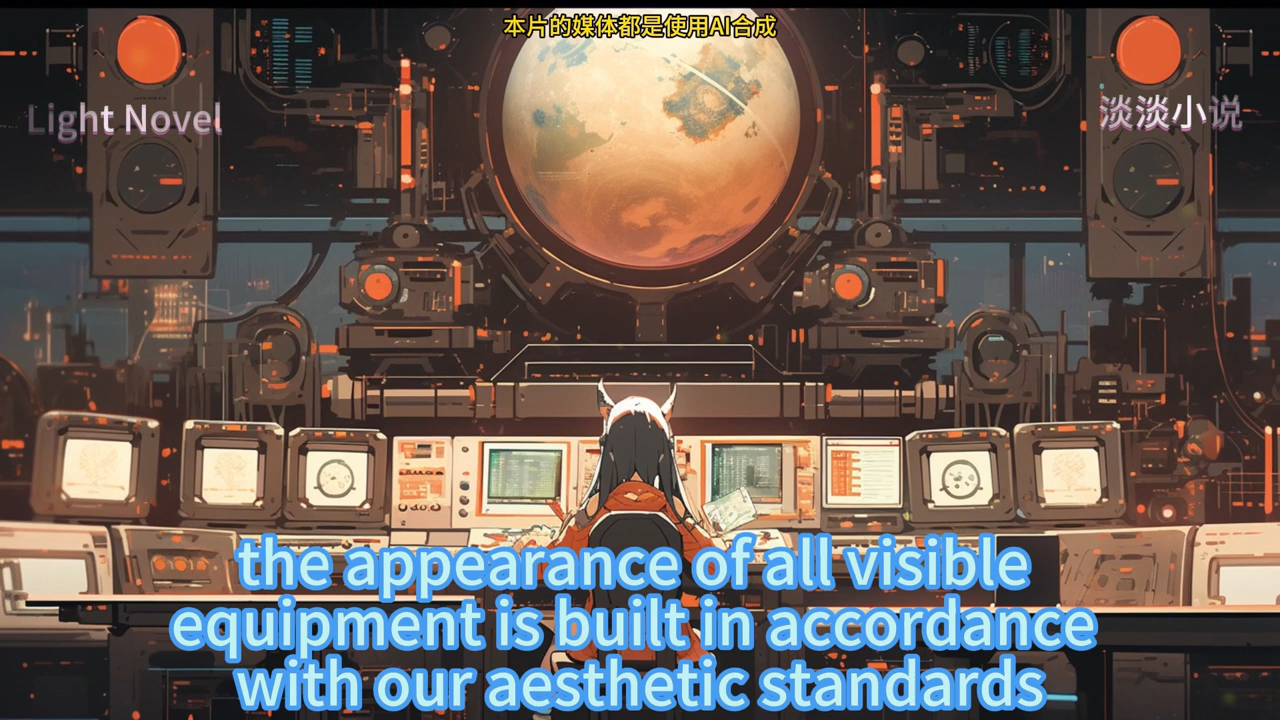 本片的媒体都是使用AI合成
Light Novel
淡淡小说
the appearance of all visible
equipment is built in accordance
with our aesthetic standards